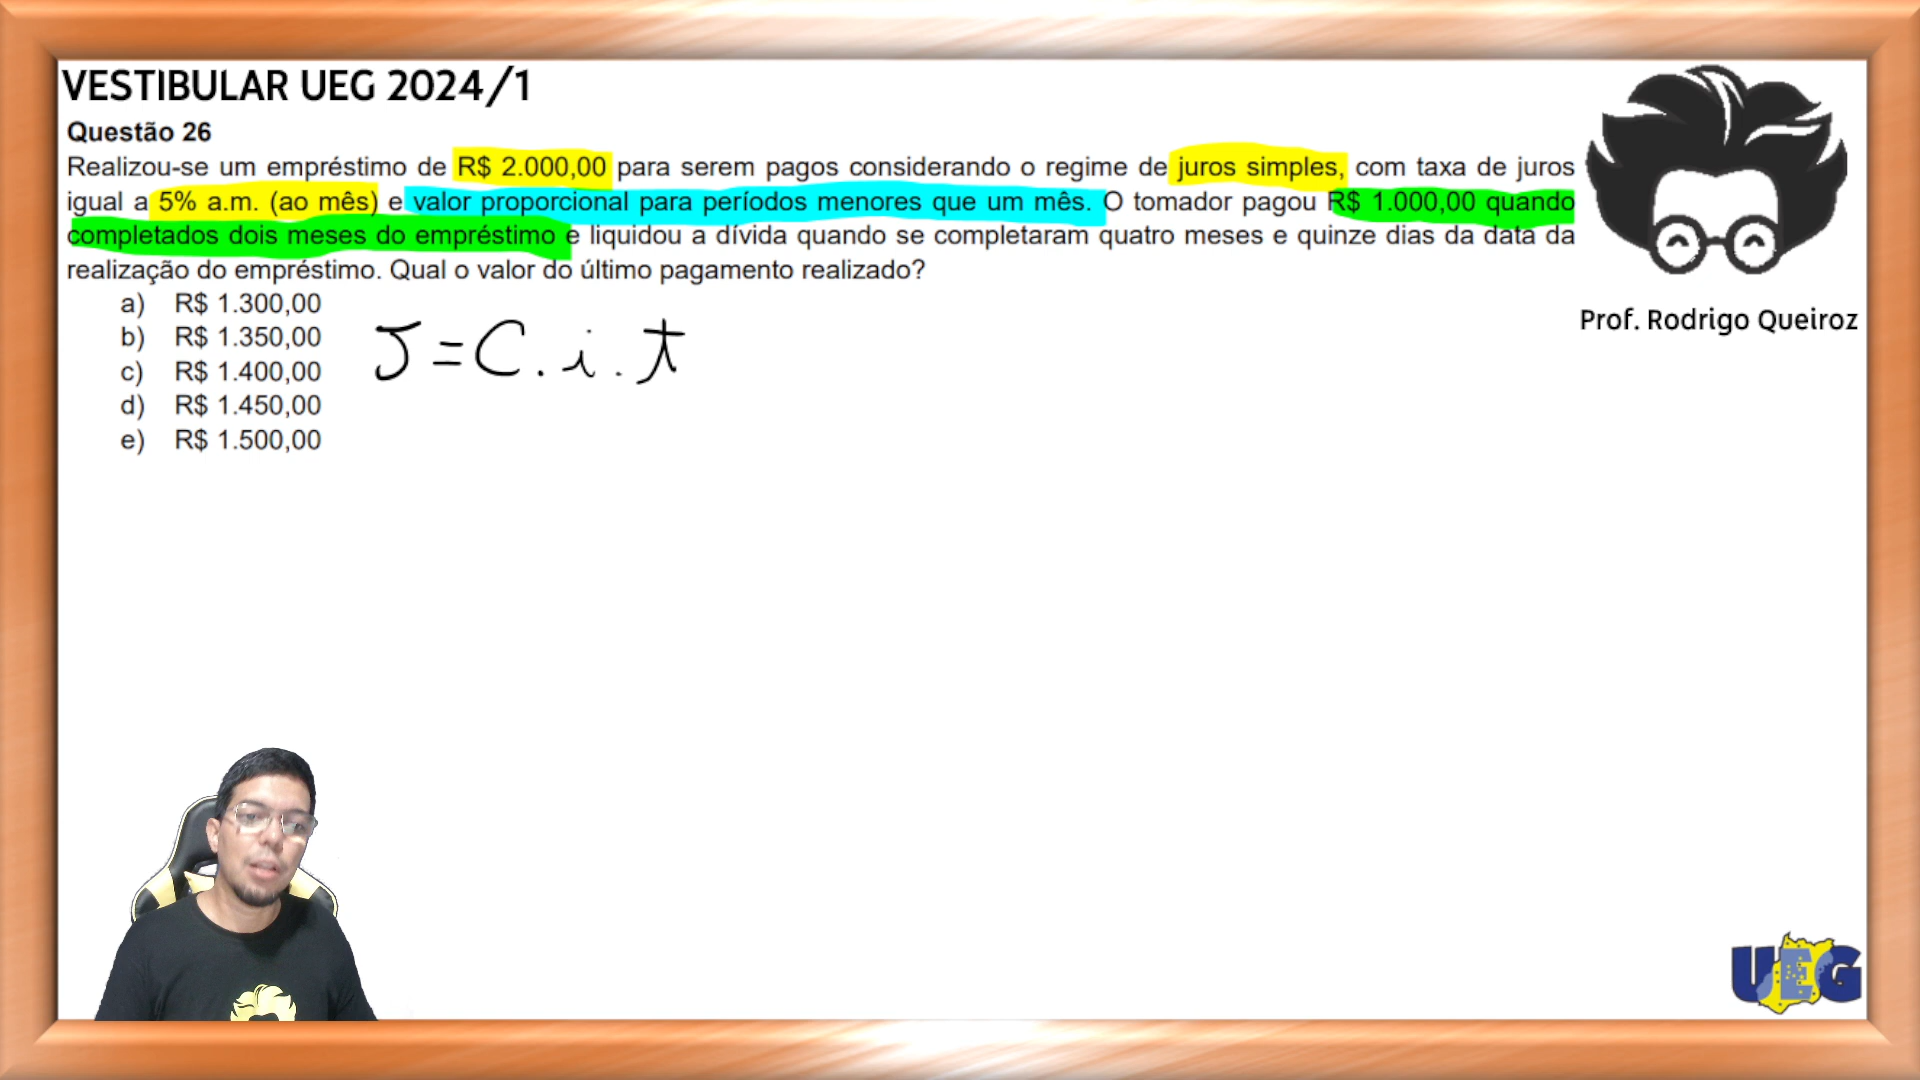 VESTIBULAR UEG 2024/1
Questão 26
Realizou-se um empréstimo de R$ 2.000,00 para serem pagos considerando o regime de juros simples, com taxa de juros
igual a 5% a.m. (ao mês) e valor proporcional para períodos menores que um mês. O tomador pagou R$ 1.000,00 quando
completados dois meses do empréstimo e liquidou a dívida quando se completaram quatro meses e quinze dias da data da
realização do empréstimo. Qual o valor do último pagamento realizado?
a) R$ 1.300,00
b) R$ 1.350,00
c) R$ 1.400,00
d) R$ 1.450,00
e) R$ 1.500,00
J = C . i . t
Prof. Rodrigo Queiroz
UEG